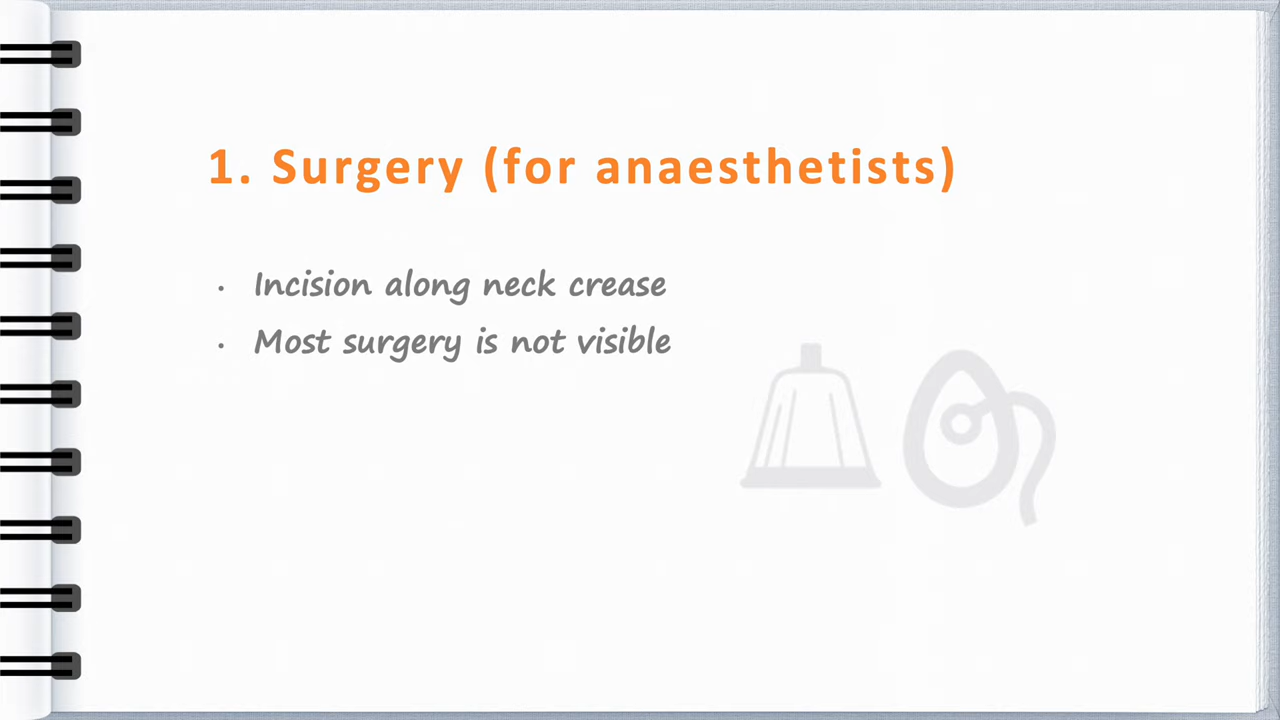 1. Surgery (for anaesthetists)
• Incision along neck crease
• Most surgery is not visible